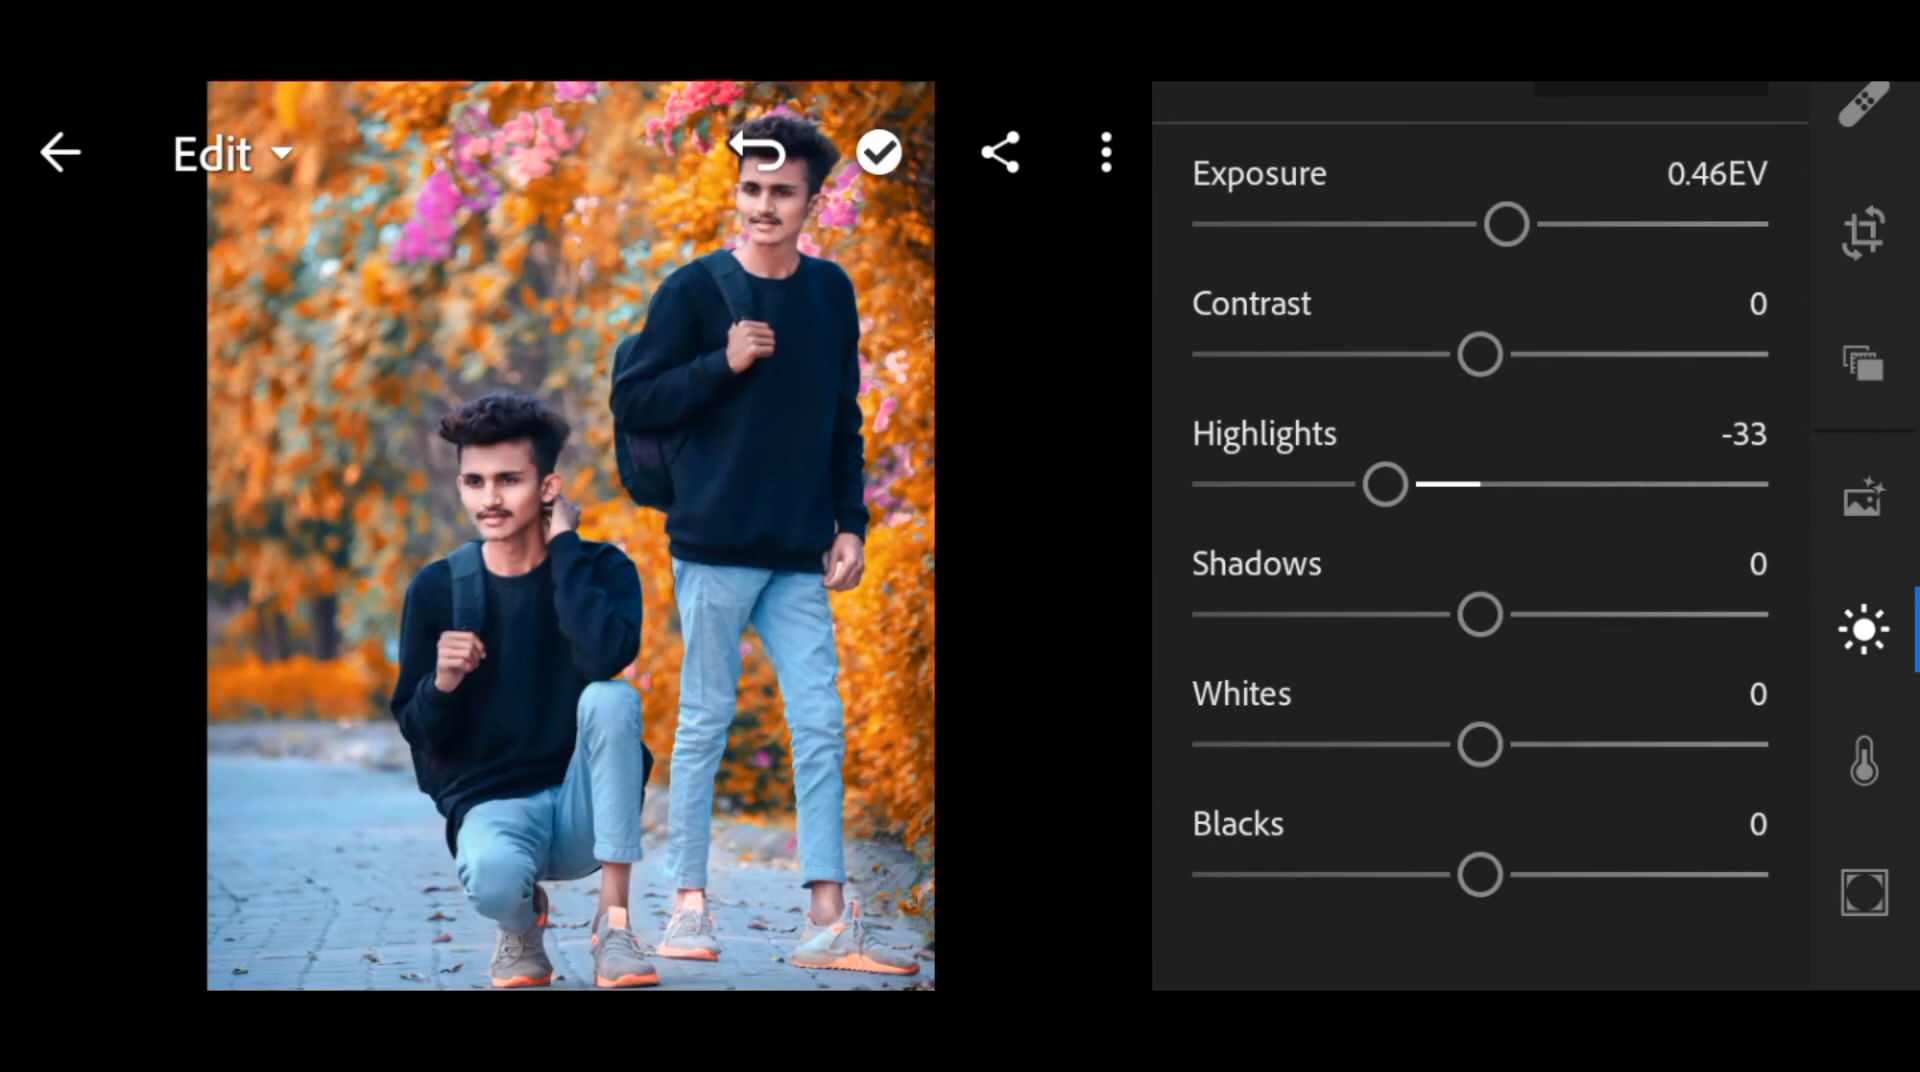 Edit
Exposure 0.46EV
Contrast 0
Highlights -33
Shadows 0
Whites 0
Blacks 0